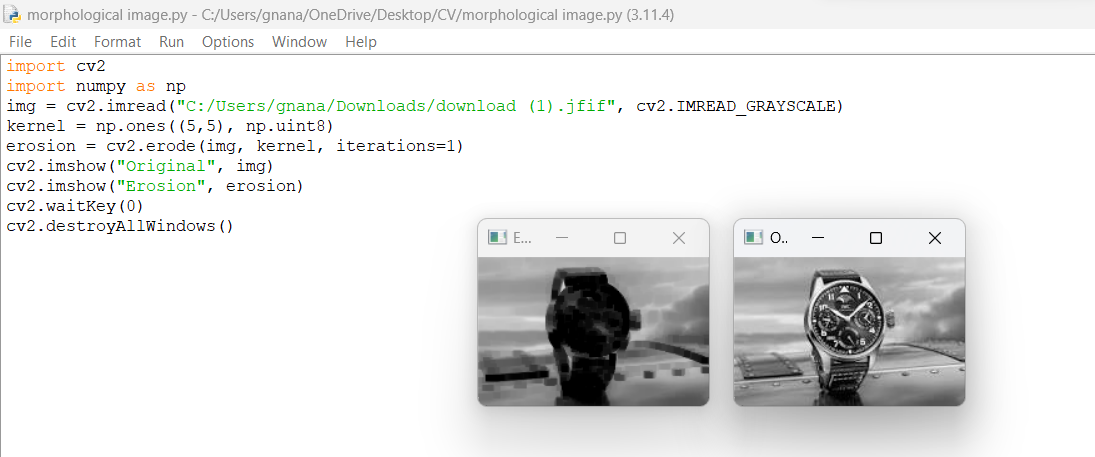 morphological image.py - C:/Users/gnana/OneDrive/Desktop/CV/morphological image.py (3.11.4)
File Edit Format Run Options Window Help
import cv2
import numpy as np
img = cv2.imread("C:/Users/gnana/Downloads/download (1).jfif", cv2.IMREAD_GRAYSCALE)
kernel = np.ones((5,5), np.uint8)
erosion = cv2.erode(img, kernel, iterations=1)
cv2.imshow("Original", img)
cv2.imshow("Erosion", erosion)
cv2.waitKey(0)
cv2.destroyAllWindows()
E... O..
IWC